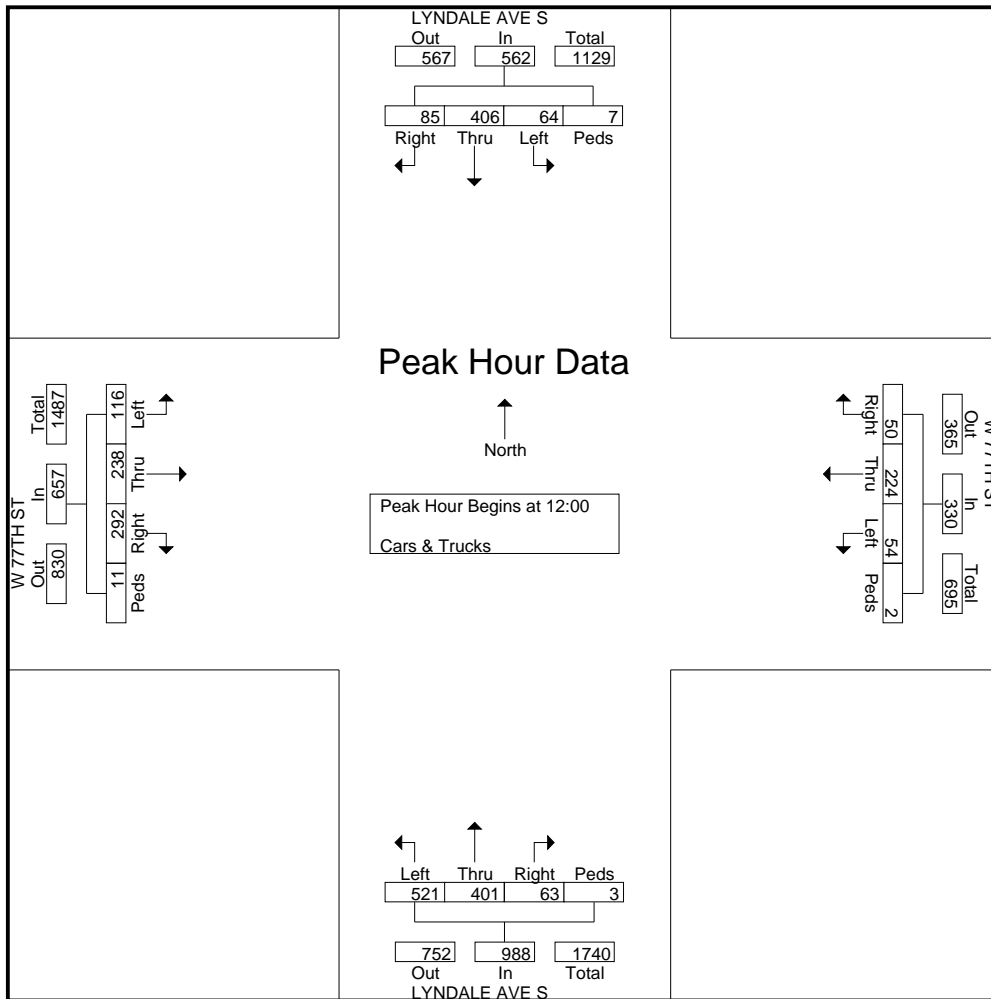 LYNDALE AVE S
Out In Total
567 562 1129
85 406 64 7
Right Thru Left Peds
Peak Hour Data
North
Peak Hour Begins at 12:00
Cars & Trucks
W 77TH ST
Total In Out
1487 657 830
116 238 292 11
Left Thru Right Peds
W 77TH ST
Out In Total
365 330 695
50 224 54 2
Right Thru Left Peds
Left Thru Right Peds
521 401 63 3
752 988 1740
Out In Total
LYNDALE AVE S